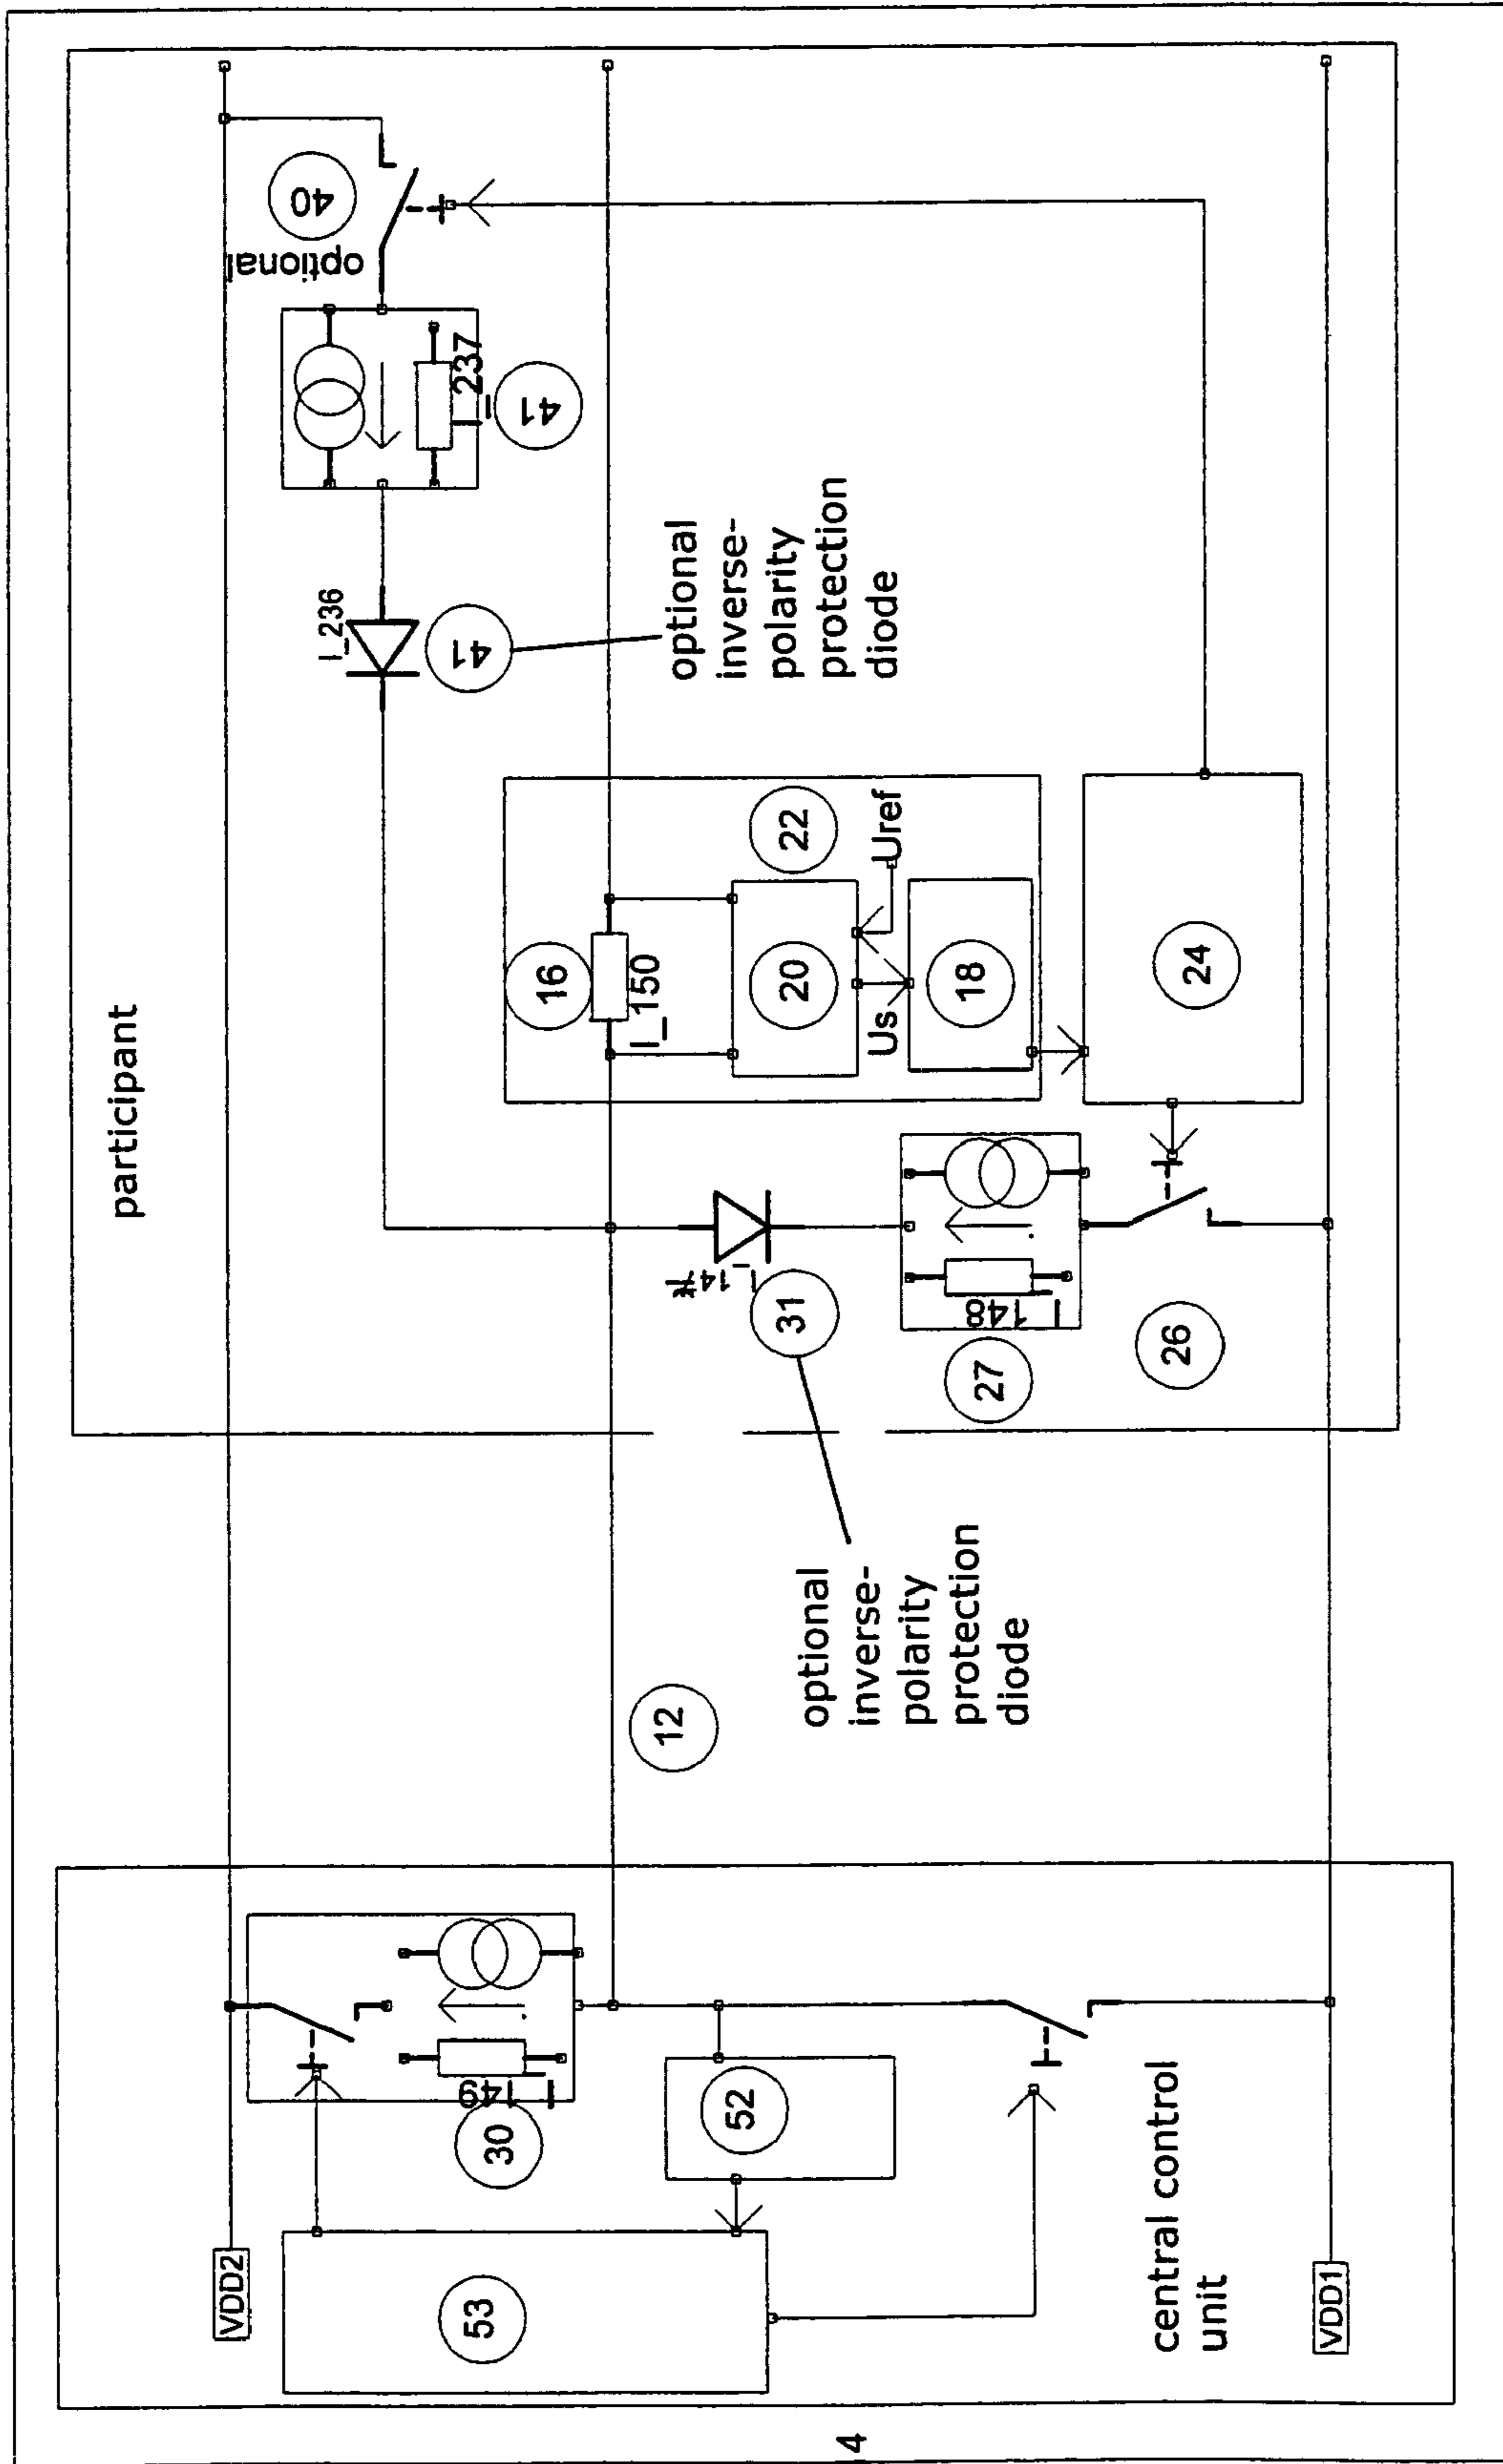 participant
40
optional
I_237
41
I_236
41
optional
inverse-
polarity
protection
diode
16
I_150
22
20
Uref
Us
18
24
31
optional
inverse-
polarity
protection
diode
I_148
27
26
12
VDD2
I_149
30
53
52
central control
unit
VDD1
4